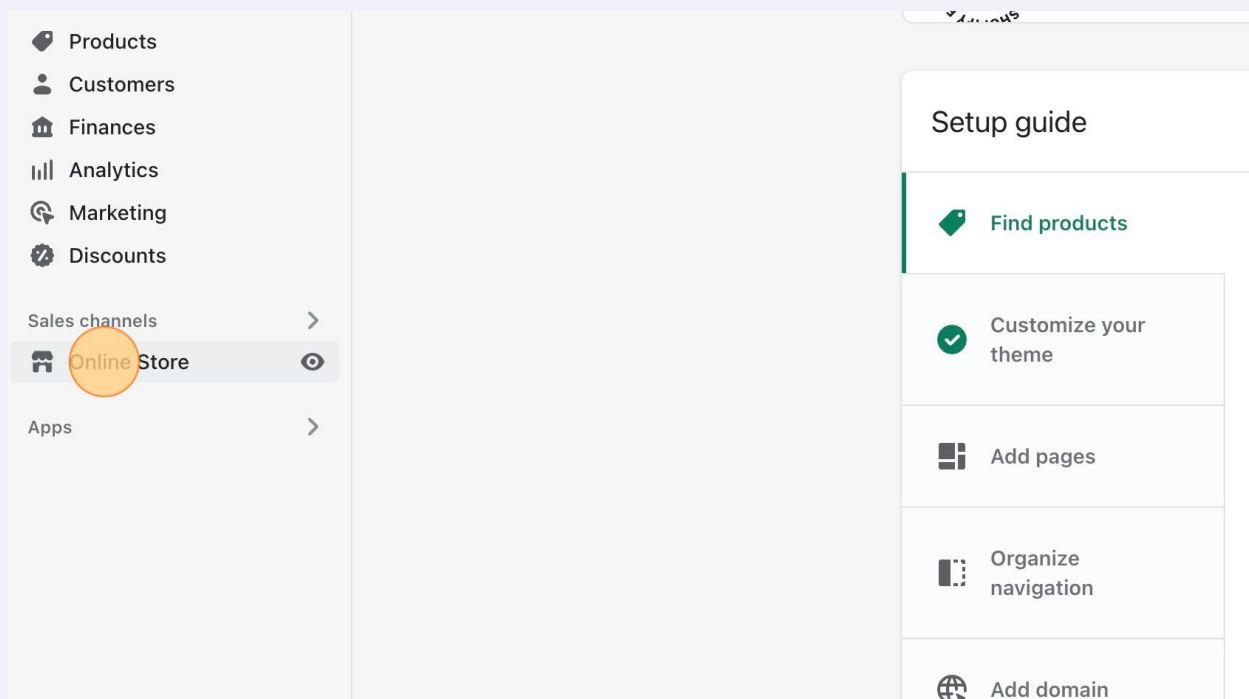 Products
Customers
Finances
Analytics
Marketing
Discounts
Sales channels
Online Store
Apps
Setup guide
Find products
Customize your
theme
Add pages
Organize
navigation
Add domain